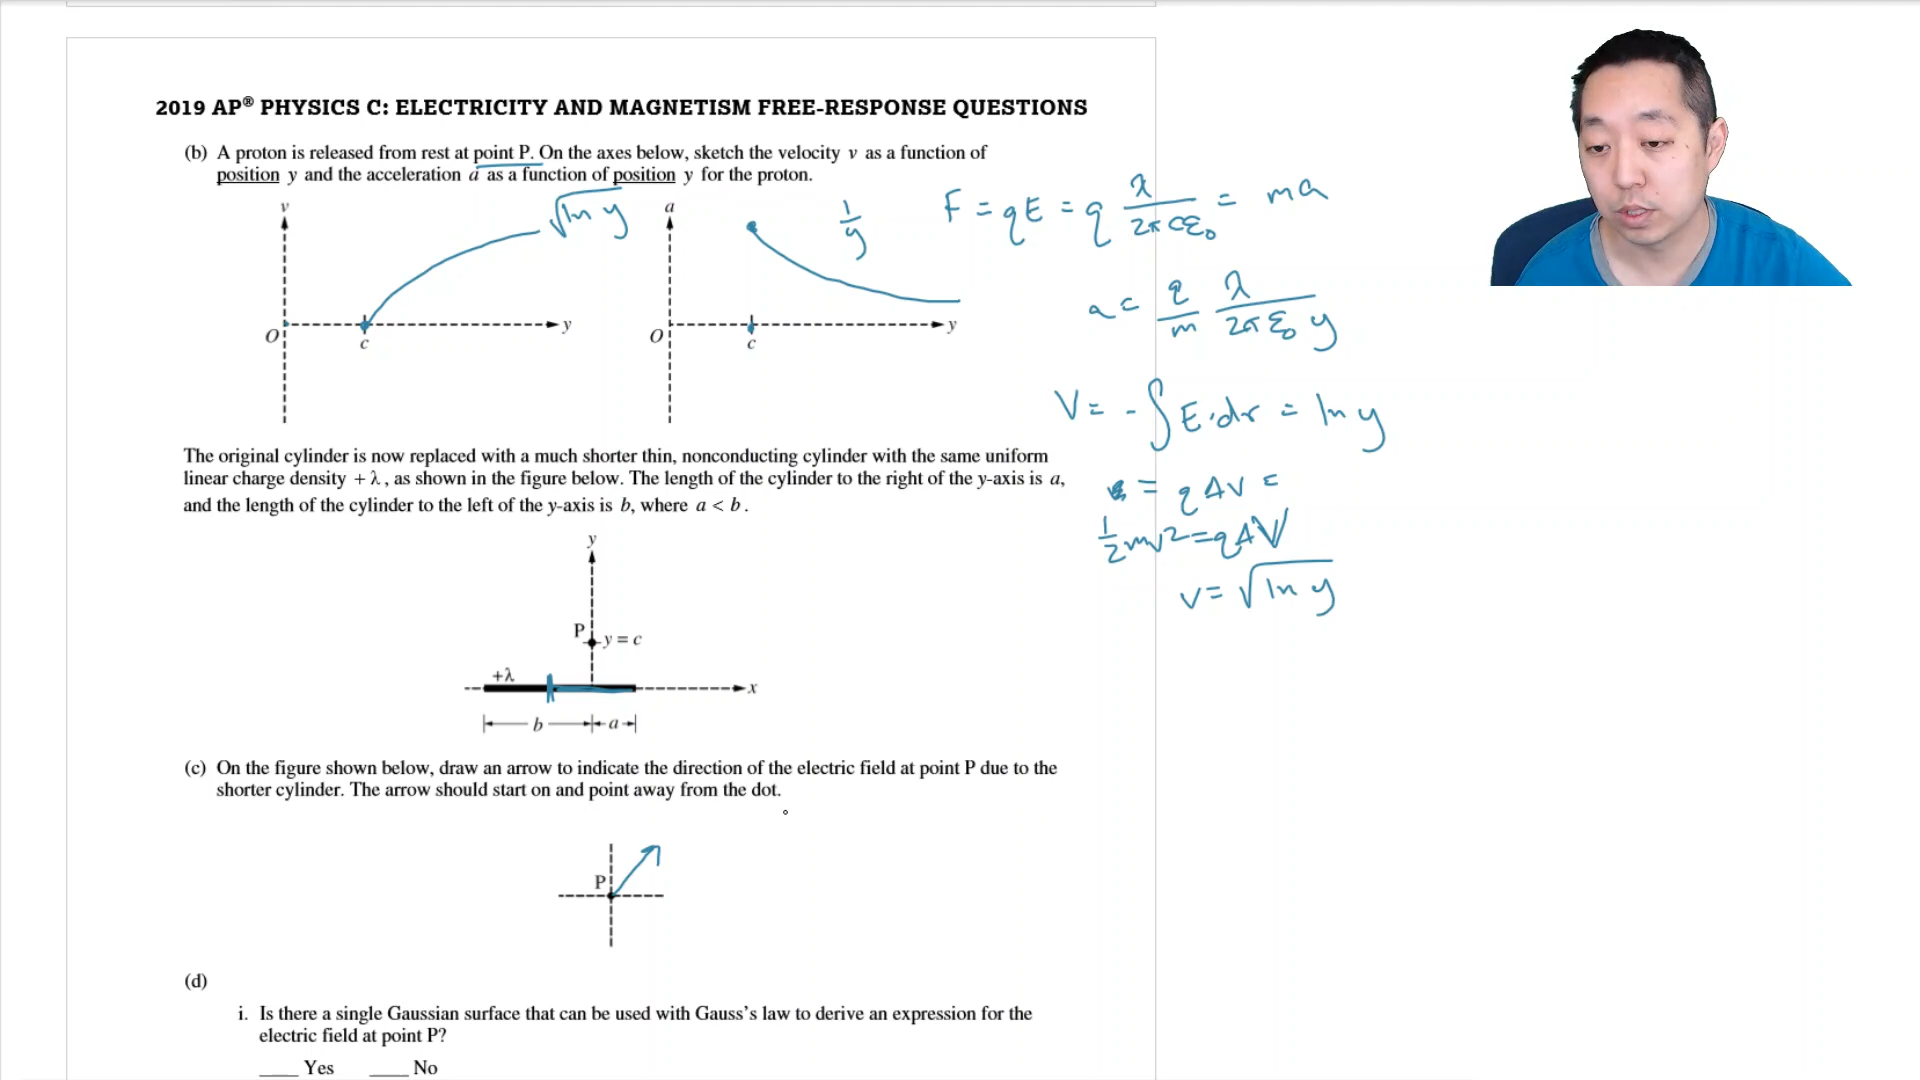 2019 AP® PHYSICS C: ELECTRICITY AND MAGNETISM FREE-RESPONSE QUESTIONS
(b) A proton is released from rest at point P. On the axes below, sketch the velocity v as a function of
position y and the acceleration a as a function of position y for the proton.
v
√ln y
O
c
y
a
1/y
O
c
y
F = qE = q λ/2π cε₀ = ma
a = q/m λ/2πε₀ y
V = - ∫E·dr = ln y
= qΔV =
1/2 mv² = qΔV
v = √ln y
The original cylinder is now replaced with a much shorter thin, nonconducting cylinder with the same uniform
linear charge density +λ, as shown in the figure below. The length of the cylinder to the right of the y-axis is a,
and the length of the cylinder to the left of the y-axis is b, where a < b.
y
P
y = c
+λ
x
b
a
(c) On the figure shown below, draw an arrow to indicate the direction of the electric field at point P due to the
shorter cylinder. The arrow should start on and point away from the dot.
P
(d)
i. Is there a single Gaussian surface that can be used with Gauss's law to derive an expression for the
electric field at point P?
___ Yes ___ No